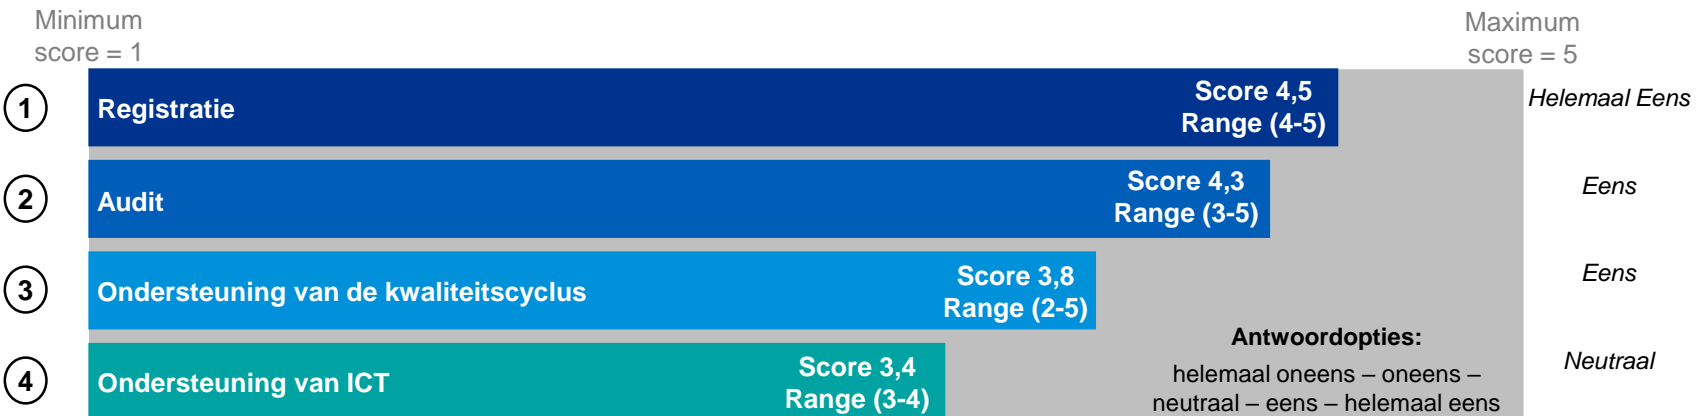 Minimum
score = 1
Maximum
score = 5
1
Registratie
Score 4,5
Range (4-5)
Helemaal Eens
2
Audit
Score 4,3
Range (3-5)
Eens
3
Ondersteuning van de kwaliteitscyclus
Score 3,8
Range (2-5)
Eens
4
Ondersteuning van ICT
Score 3,4
Range (3-4)
Neutraal
Antwoordopties:
helemaal oneens – oneens –
neutraal – eens – helemaal eens